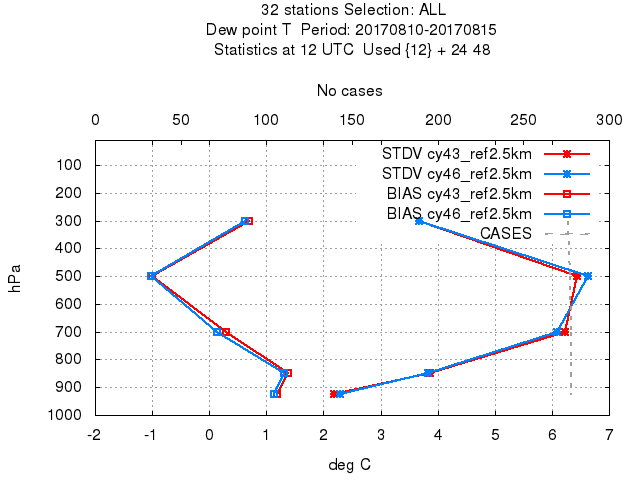 32 stations Selection: ALL
Dew point T  Period: 20170810-20170815
Statistics at 12 UTC  Used {12} + 24 48
No cases
0 50 100 150 200 250 300
STDV cy43_ref2.5km
STDV cy46_ref2.5km
BIAS cy43_ref2.5km
BIAS cy46_ref2.5km
CASES
100
200
300
400
500
600
700
800
900
1000
hPa
-2 -1 0 1 2 3 4 5 6 7
deg C